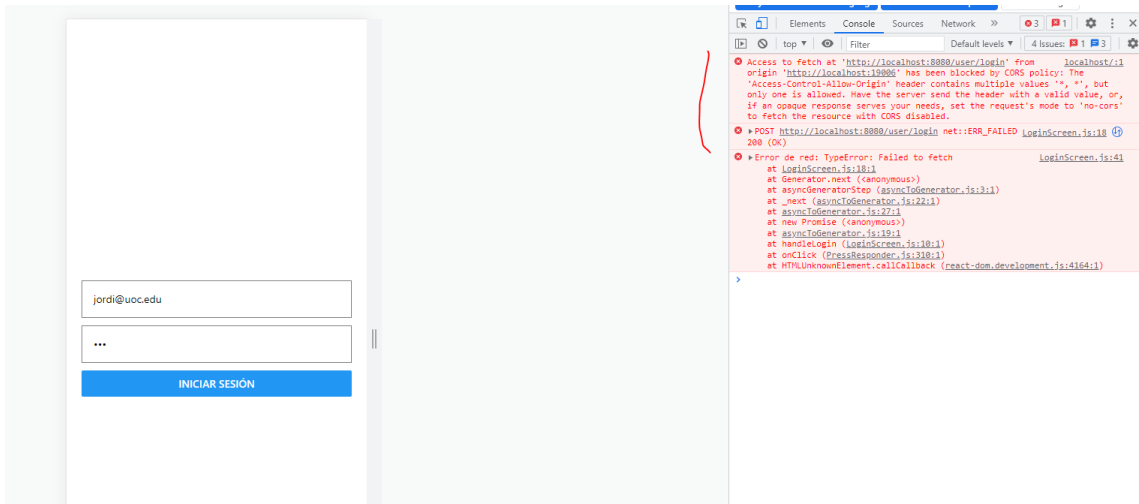 Elements Console Sources Network » 3 1
top ▼ Filter Default levels ▼ 4 Issues: 1 3
Access to fetch at 'http://localhost:8080/user/login' from localhost/:1
origin 'http://localhost:19006' has been blocked by CORS policy: The
'Access-Control-Allow-Origin' header contains multiple values '*, *', but
only one is allowed. Have the server send the header with a valid value, or,
if an opaque response serves your needs, set the request's mode to 'no-cors'
to fetch the resource with CORS disabled.
▶POST http://localhost:8080/user/login net::ERR_FAILED LoginScreen.js:18
200 (OK)
▶Error de red: TypeError: Failed to fetch LoginScreen.js:41
at LoginScreen.js:18:1
at Generator.next (<anonymous>)
at asyncGeneratorStep (asyncToGenerator.js:3:1)
at _next (asyncToGenerator.js:22:1)
at asyncToGenerator.js:27:1
at new Promise (<anonymous>)
at asyncToGenerator.js:19:1
at handleLogin (LoginScreen.js:10:1)
at onClick (PressResponder.js:310:1)
at HTMLUnknownElement.callCallback (react-dom.development.js:4164:1)
jordi@uoc.edu
•••
INICIAR SESIÓN